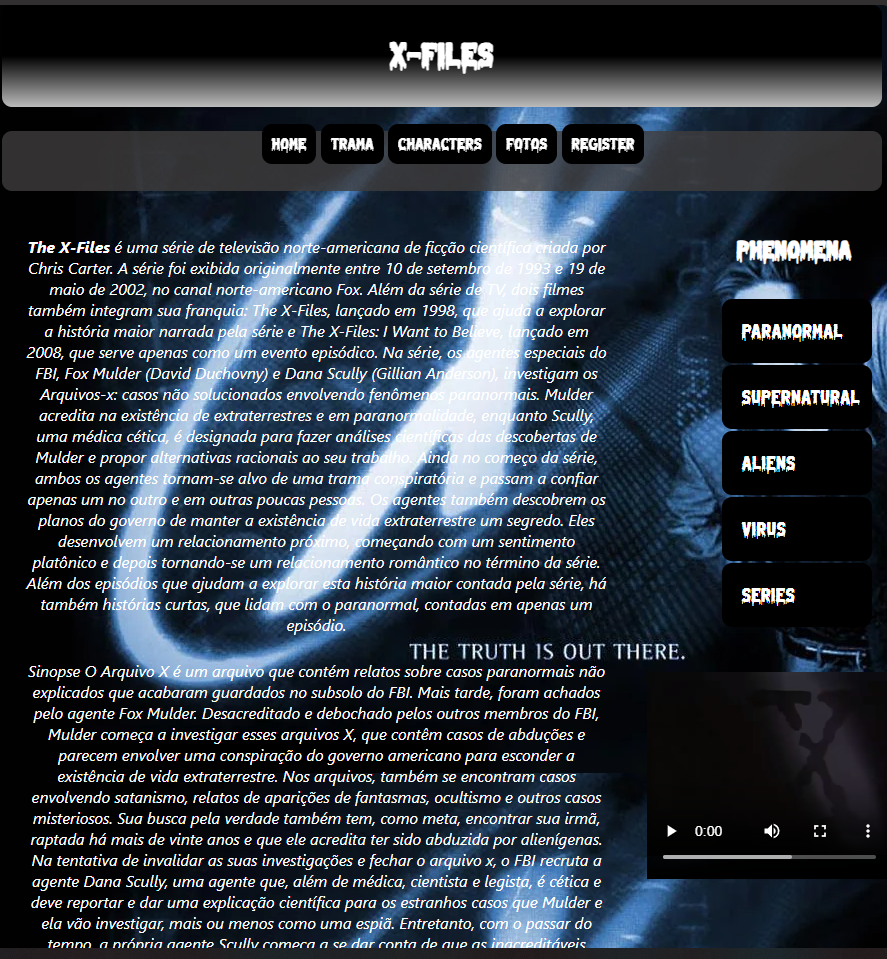 X-FILES
HOME TRAMA CHARACTERS FOTOS REGISTER
The X-Files é uma série de televisão norte-americana de ficção científica criada por
Chris Carter. A série foi exibida originalmente entre 10 de setembro de 1993 e 19 de
maio de 2002, no canal norte-americano Fox. Além da série de TV, dois filmes
também integram sua franquia: The X-Files, lançado em 1998, que ajuda a explorar
a história maior narrada pela série e The X-Files: I Want to Believe, lançado em
2008, que serve apenas como um evento episódico. Na série, os agentes especiais do
FBI, Fox Mulder (David Duchovny) e Dana Scully (Gillian Anderson), investigam os
Arquivos-x: casos não solucionados envolvendo fenômenos paranormais. Mulder
acredita na existência de extraterrestres e em paranormalidade, enquanto Scully,
uma médica cética, é designada para fazer análises científicas das descobertas de
Mulder e propor alternativas racionais ao seu trabalho. Ainda no começo da série,
ambos os agentes tornam-se alvo de uma trama conspiratória e passam a confiar
apenas um no outro e em outras poucas pessoas. Os agentes também descobrem os
planos do governo de manter a existência de vida extraterrestre um segredo. Eles
desenvolvem um relacionamento próximo, começando com um sentimento
platônico e depois tornando-se um relacionamento romântico no término da série.
Além dos episódios que ajudam a explorar esta história maior contada pela série, há
também histórias curtas, que lidam com o paranormal, contadas em apenas um
episódio.
THE TRUTH IS OUT THERE.
Sinopse O Arquivo X é um arquivo que contém relatos sobre casos paranormais não
explicados que acabaram guardados no subsolo do FBI. Mais tarde, foram achados
pelo agente Fox Mulder. Desacreditado e debochado pelos outros membros do FBI,
Mulder começa a investigar esses arquivos X, que contêm casos de abduções e
parecem envolver uma conspiração do governo americano para esconder a
existência de vida extraterrestre. Nos arquivos, também se encontram casos
envolvendo satanismo, relatos de aparições de fantasmas, ocultismo e outros casos
misteriosos. Sua busca pela verdade também tem, como meta, encontrar sua irmã,
raptada há mais de vinte anos e que ele acredita ter sido abduzida por alienígenas.
Na tentativa de invalidar as suas investigações e fechar o arquivo x, o FBI recruta a
agente Dana Scully, uma agente que, além de médica, cientista e legista, é cética e
deve reportar e dar uma explicação científica para os estranhos casos que Mulder e
ela vão investigar, mais ou menos como uma espiã. Entretanto, com o passar do
tempo, a própria agente Scully começa a se dar conta de que as inacreditáveis
PHENOMENA
PARANORMAL
SUPERNATURAL
ALIENS
VIRUS
SERIES
0:00